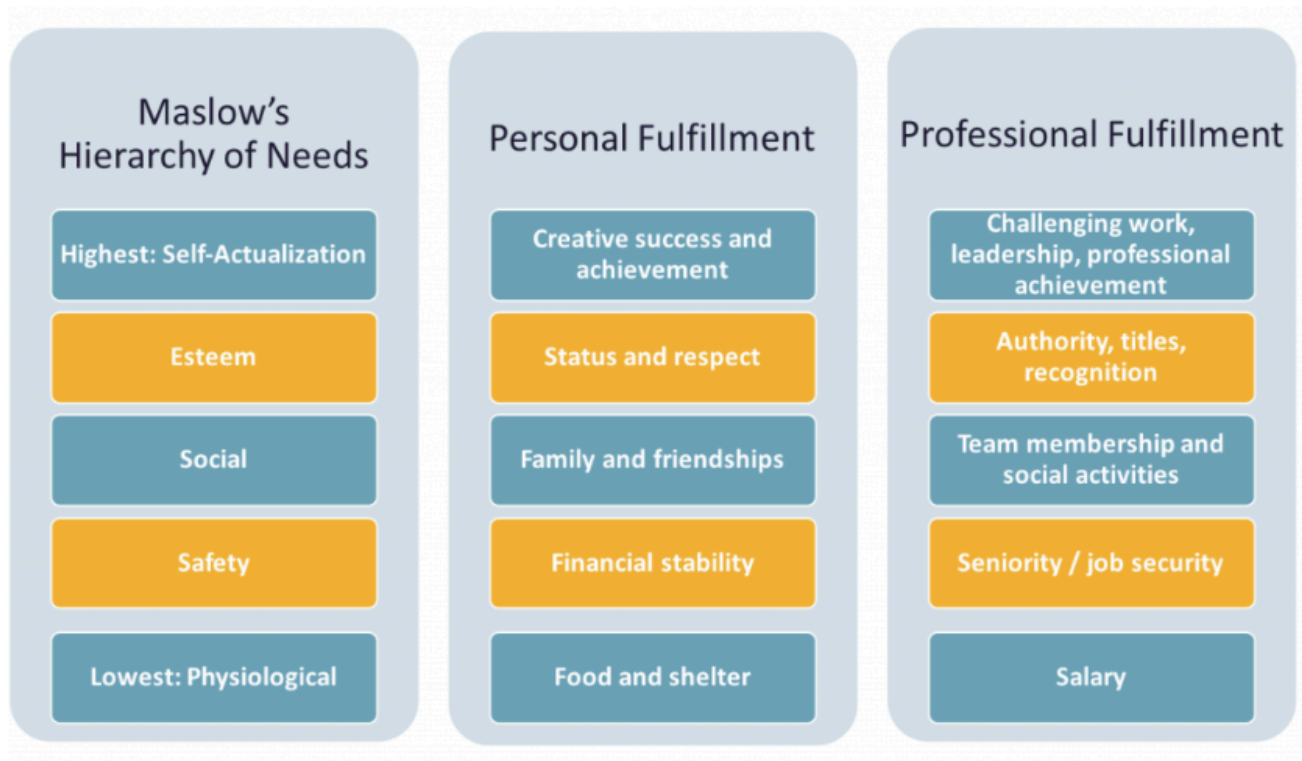 Maslow's
Hierarchy of Needs
Highest: Self-Actualization
Esteem
Social
Safety
Lowest: Physiological
Personal Fulfillment
Creative success and
achievement
Status and respect
Family and friendships
Financial stability
Food and shelter
Professional Fulfillment
Challenging work,
leadership, professional
achievement
Authority, titles,
recognition
Team membership and
social activities
Seniority / job security
Salary